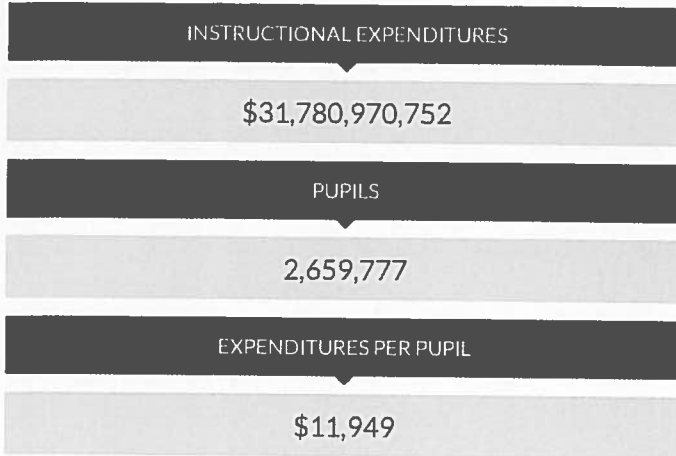 INSTRUCTIONAL EXPENDITURES
$31,780,970,752
PUPILS
2,659,777
EXPENDITURES PER PUPIL
$11,949